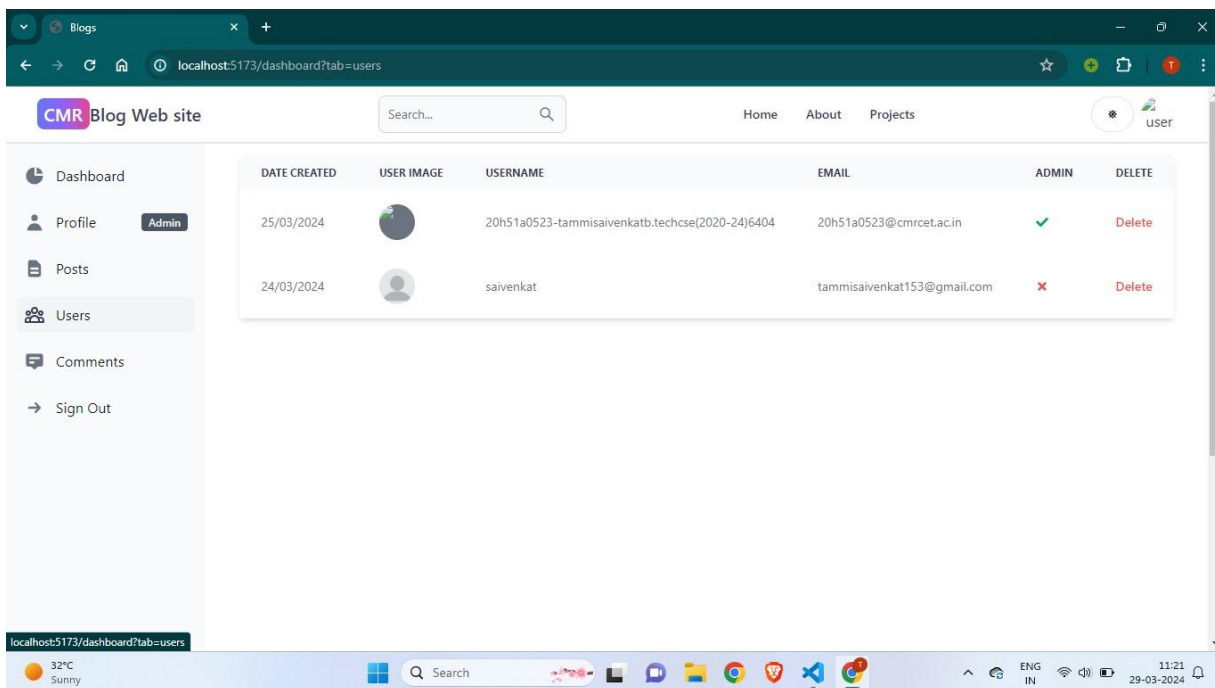 Blogs
localhost:5173/dashboard?tab=users
T
CMR Blog Web site
Search...
Home About Projects
user
Dashboard
Profile Admin
Posts
Users
Comments
Sign Out
DATE CREATED USER IMAGE USERNAME EMAIL ADMIN DELETE
25/03/2024 20h51a0523-tammisaivenkatb.techcse(2020-24)6404 20h51a0523@cmrcet.ac.in Delete
24/03/2024 saivenkat tammisaivenkat153@gmail.com Delete
localhost:5173/dashboard?tab=users
32°C
Sunny
Search
ENG
IN
11:21
29-03-2024